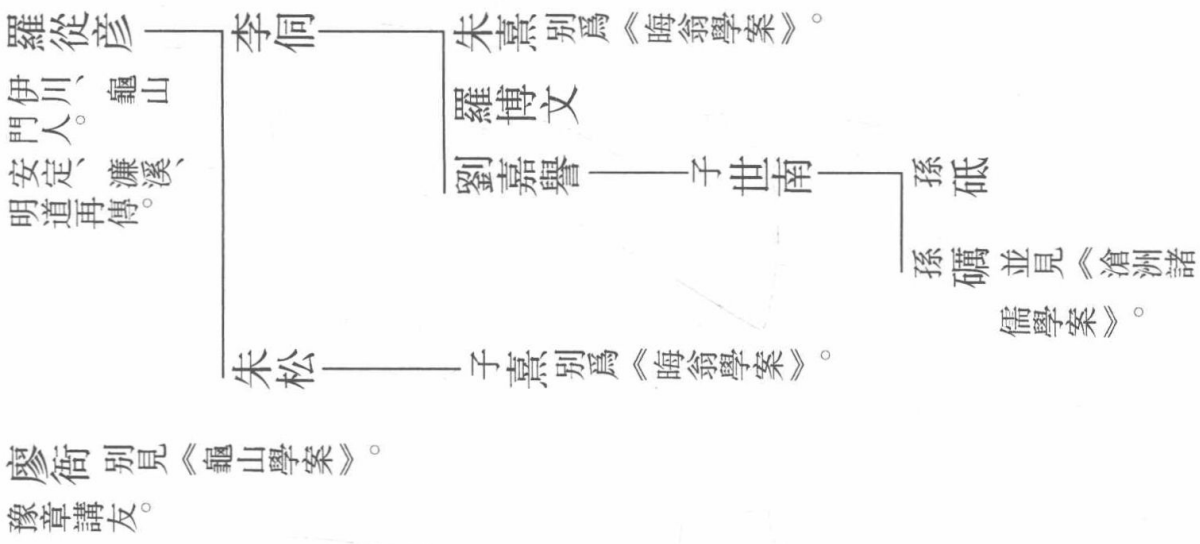 羅從彥
伊川、龜山
門人。
安定、濂溪、
明道再傳。
李侗
朱熹別爲《晦翁學案》。
羅博文
劉嘉譽
子世南
孫砥
孫礪並見《滄洲諸
儒學案》。
朱松
子熹別爲《晦翁學案》。
廖衙別見《龜山學案》。
豫章講友。